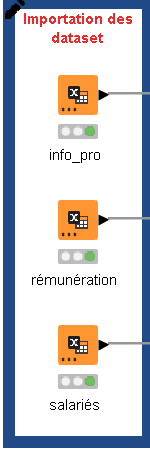 Importation des
dataset
info_pro
rémunération
salariés